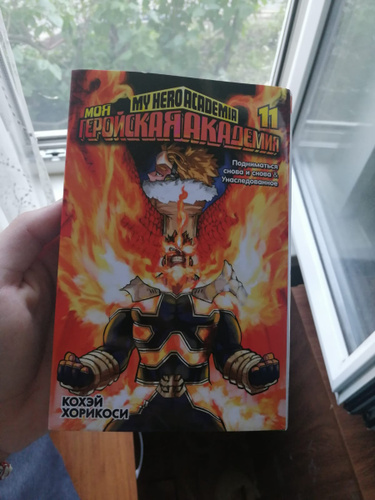 MY HERO ACADEMIA
МОЯ
11
ГЕРОЙСКАЯ АКАДЕМИЯ
Подниматься
снова и снова &
Унаследованное
КОХЭЙ
ХОРИКОСИ